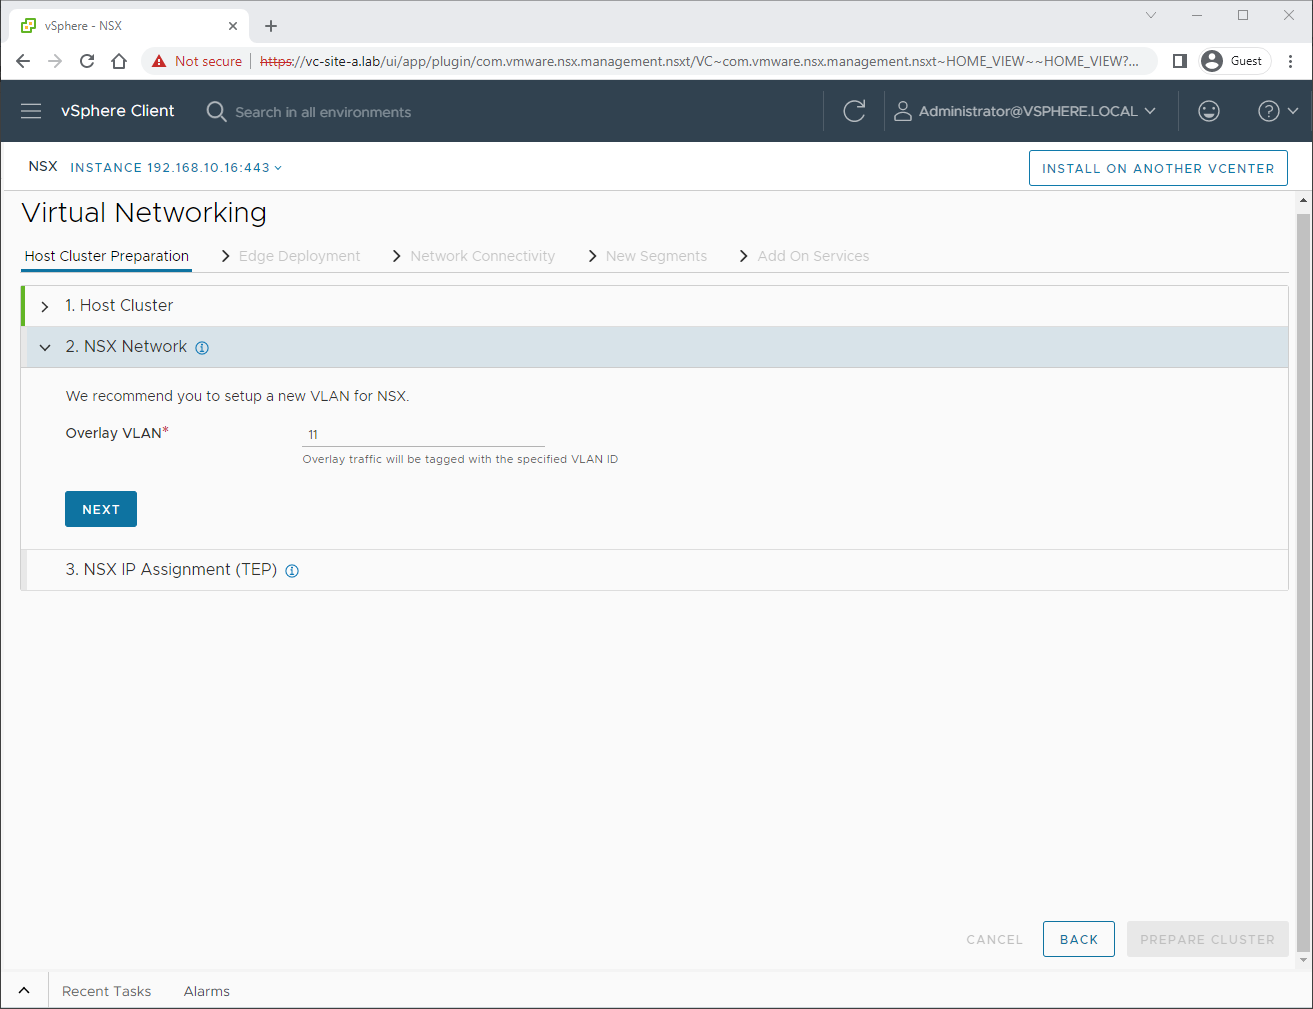 vSphere - NSX
Not secure
https://vc-site-a.lab/ui/app/plugin/com.vmware.nsx.management.nsxt/VC~com.vmware.nsx.management.nsxt~HOME_VIEW~~HOME_VIEW?...
Guest
vSphere Client
Search in all environments
Administrator@VSPHERE.LOCAL
NSX
INSTANCE 192.168.10.16:443
INSTALL ON ANOTHER VCENTER
Virtual Networking
Host Cluster Preparation
Edge Deployment
Network Connectivity
New Segments
Add On Services
1. Host Cluster
2. NSX Network
We recommend you to setup a new VLAN for NSX.
Overlay VLAN*
11
Overlay traffic will be tagged with the specified VLAN ID
NEXT
3. NSX IP Assignment (TEP)
CANCEL
BACK
PREPARE CLUSTER
Recent Tasks
Alarms